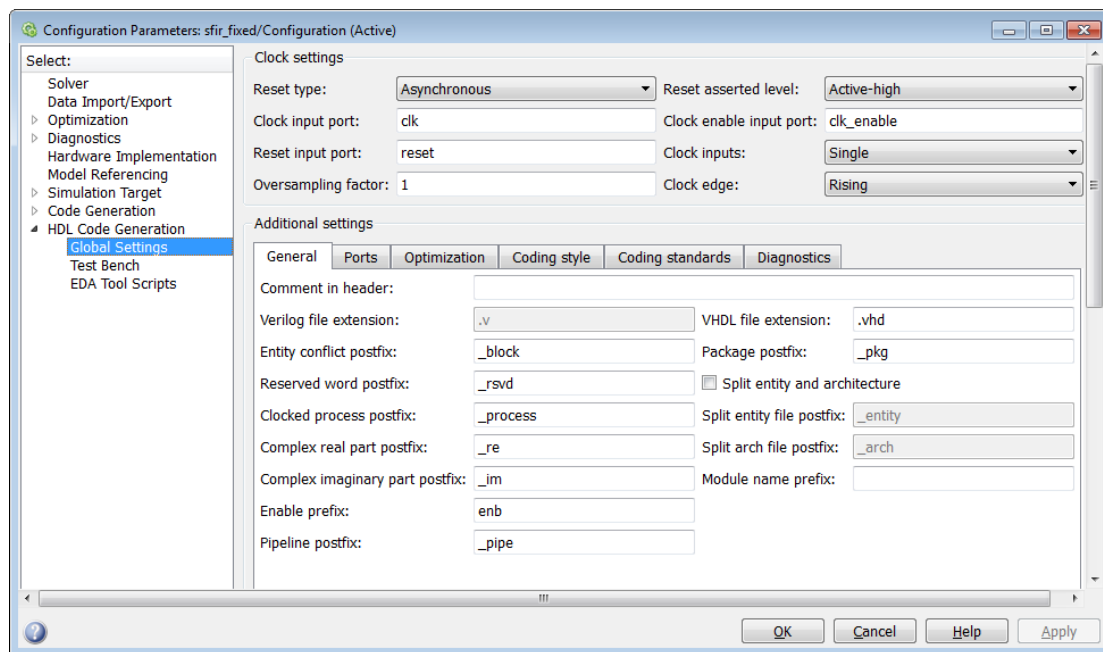 Configuration Parameters: sfir_fixed/Configuration (Active)
Select:
Solver
Data Import/Export
Optimization
Diagnostics
Hardware Implementation
Model Referencing
Simulation Target
Code Generation
HDL Code Generation
Global Settings
Test Bench
EDA Tool Scripts
Clock settings
Reset type: Asynchronous Reset asserted level: Active-high
Clock input port: clk Clock enable input port: clk_enable
Reset input port: reset Clock inputs: Single
Oversampling factor: 1 Clock edge: Rising
Additional settings
General Ports Optimization Coding style Coding standards Diagnostics
Comment in header:
Verilog file extension: .v VHDL file extension: .vhd
Entity conflict postfix: _block Package postfix: _pkg
Reserved word postfix: _rsvd Split entity and architecture
Clocked process postfix: _process Split entity file postfix: _entity
Complex real part postfix: _re Split arch file postfix: _arch
Complex imaginary part postfix: _im Module name prefix:
Enable prefix: enb
Pipeline postfix: _pipe
? OK Cancel Help Apply